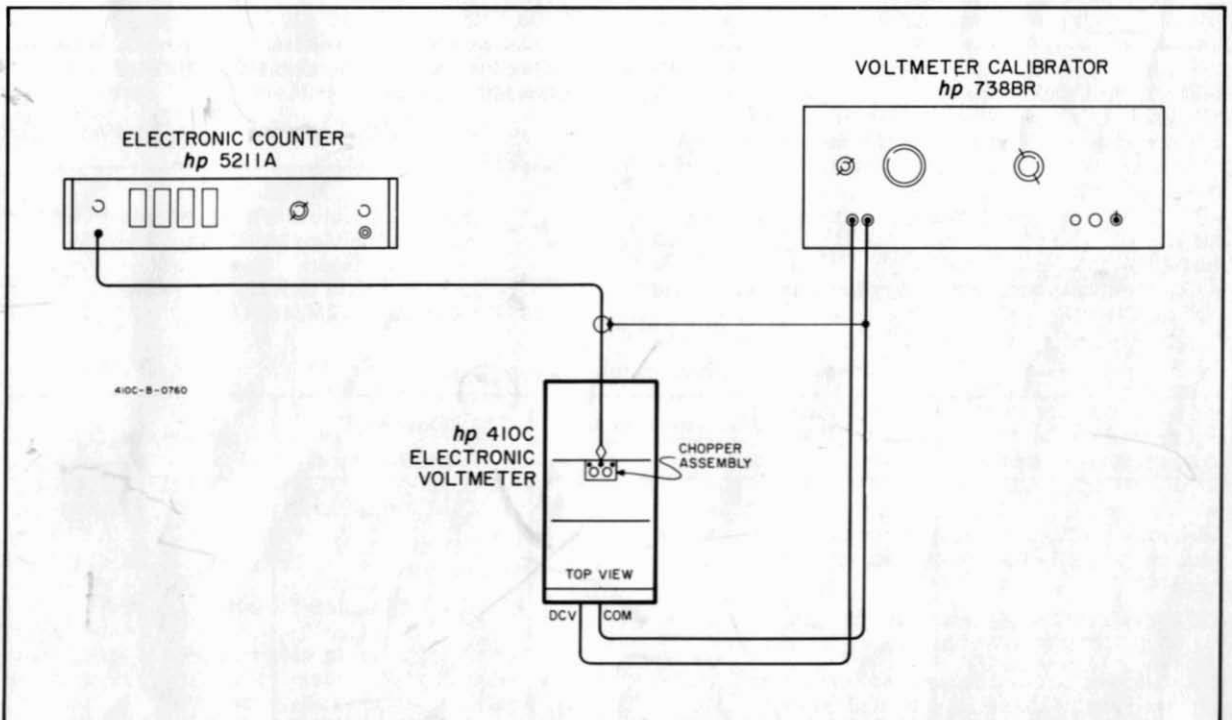 VOLTMETER CALIBRATOR
hp 738BR
ELECTRONIC COUNTER
hp 5211A
410C-B-0760
hp 410C
ELECTRONIC
VOLTMETER
CHOPPER
ASSEMBLY
TOP VIEW
DCV
COM